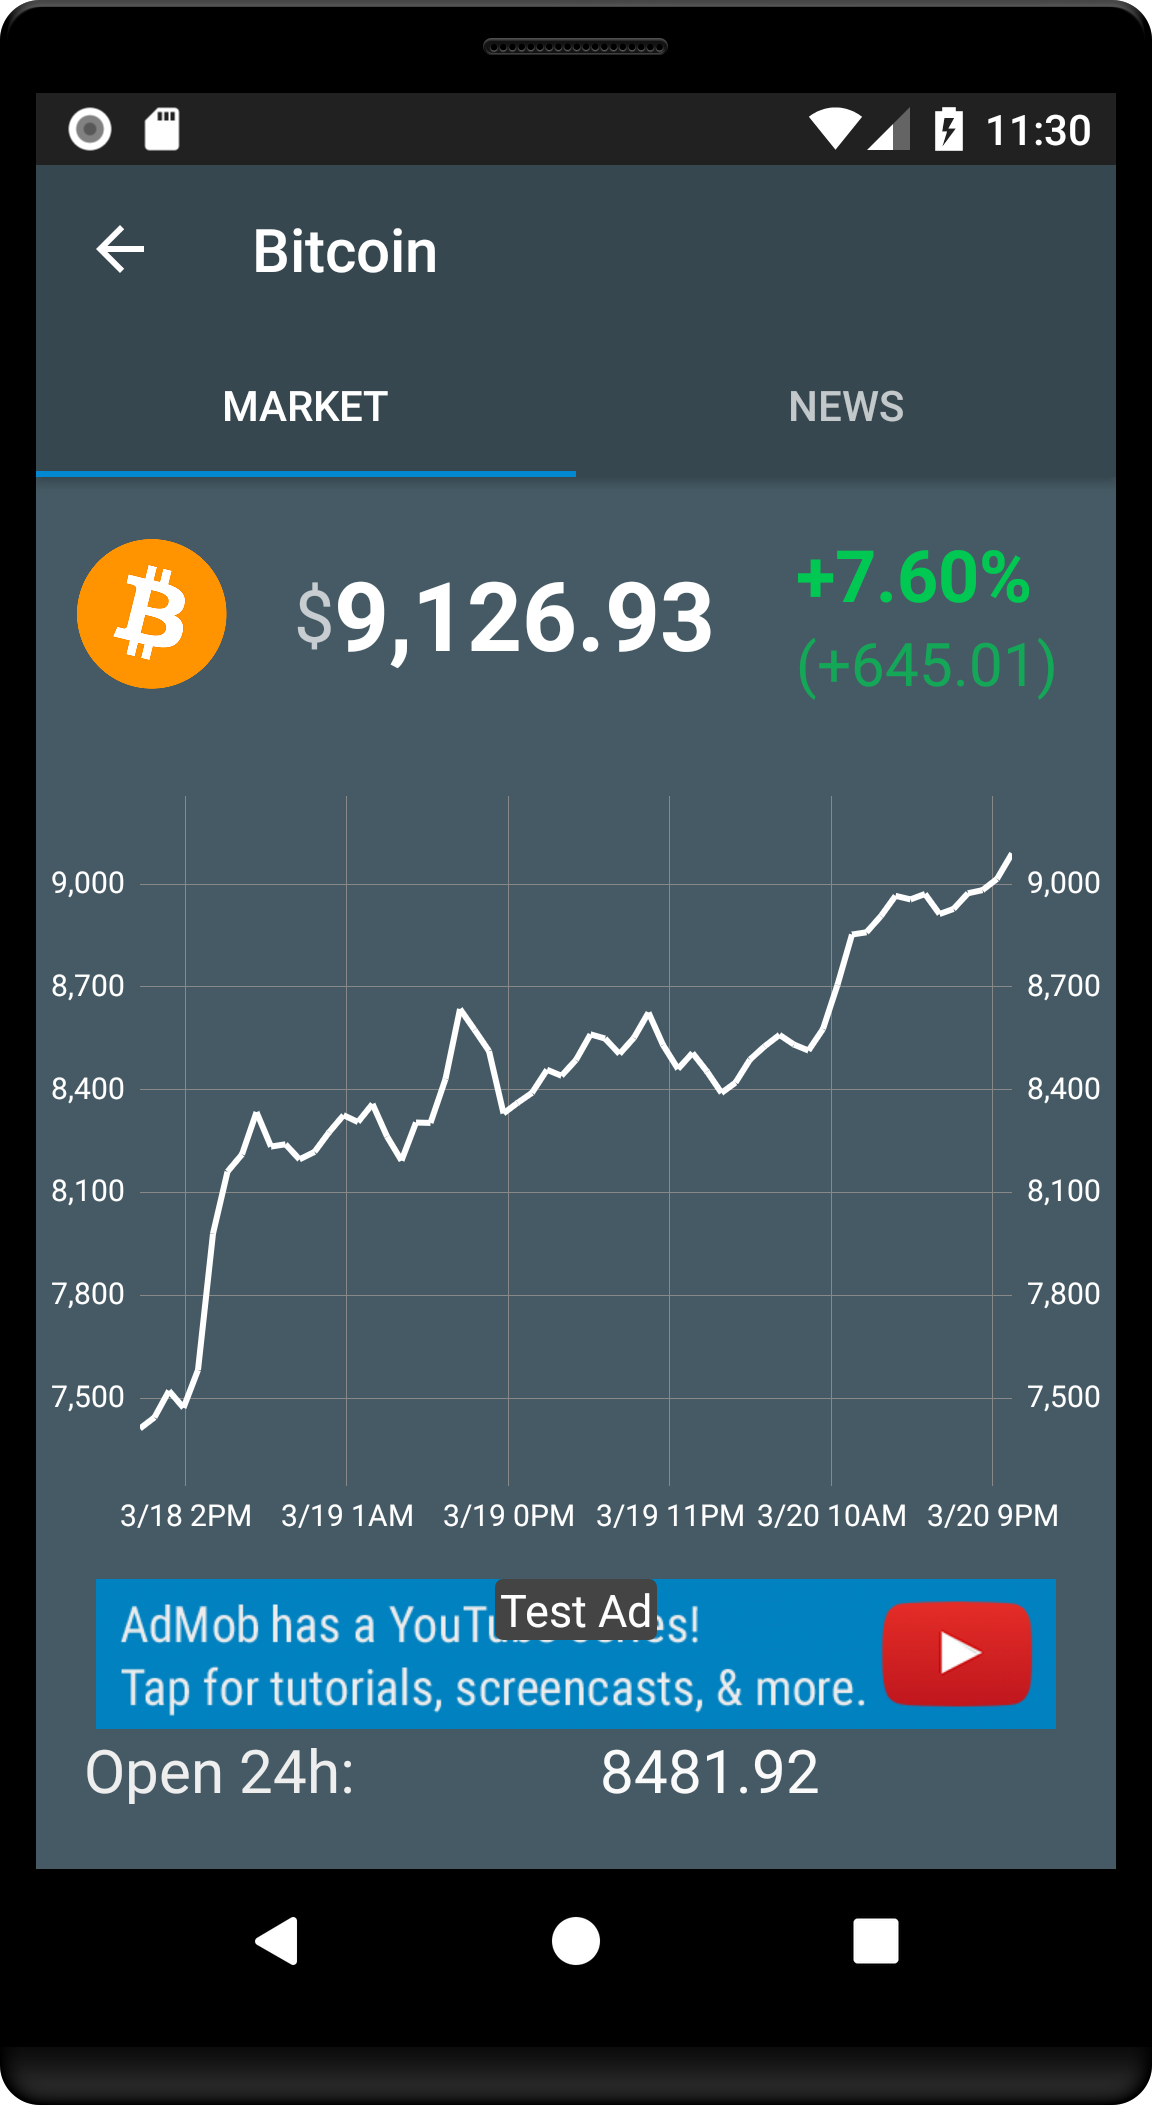 11:30
Bitcoin
MARKET NEWS
$9,126.93
+7.60%
(+645.01)
9,000 9,000
8,700 8,700
8,400 8,400
8,100 8,100
7,800 7,800
7,500 7,500
3/18 2PM 3/19 1AM 3/19 0PM 3/19 11PM 3/20 10AM 3/20 9PM
Test Ad
AdMob has a
Tap for tutorials, screencasts, & more.
Open 24h: 8481.92